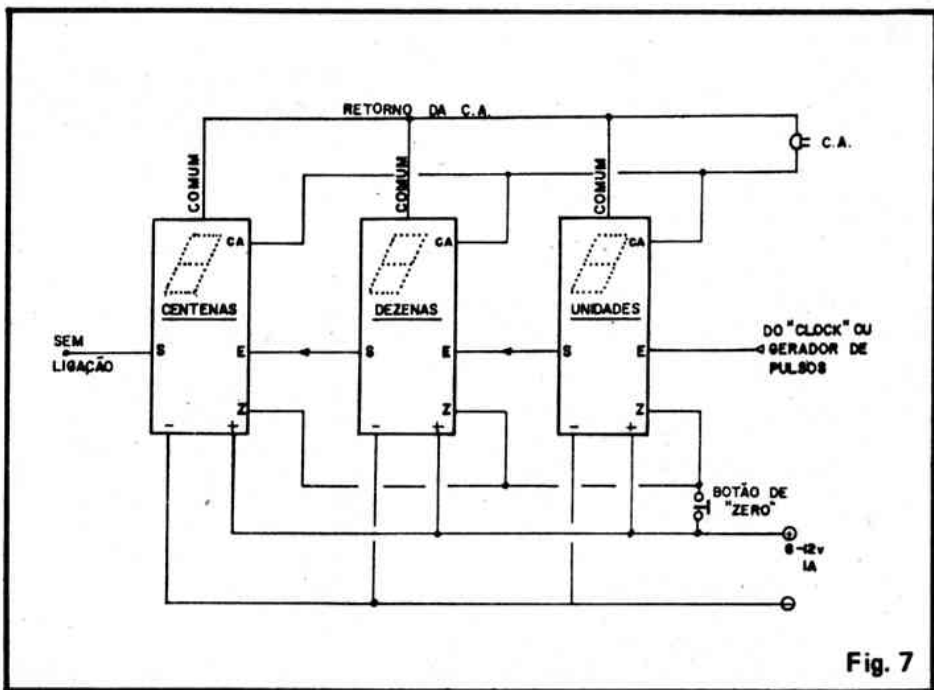 RETORNO DA C.A.
C.A.
COMUM
COMUM
COMUM
CA
CA
CA
CENTENAS
DEZENAS
UNIDADES
SEM
LIGAÇÃO
S
E
S
E
S
E
DO "CLOCK" OU
GERADOR DE
PULSOS
Z
Z
Z
-
+
-
+
-
+
BOTÃO DE
"ZERO"
+
6-12v
1A
-
Fig. 7